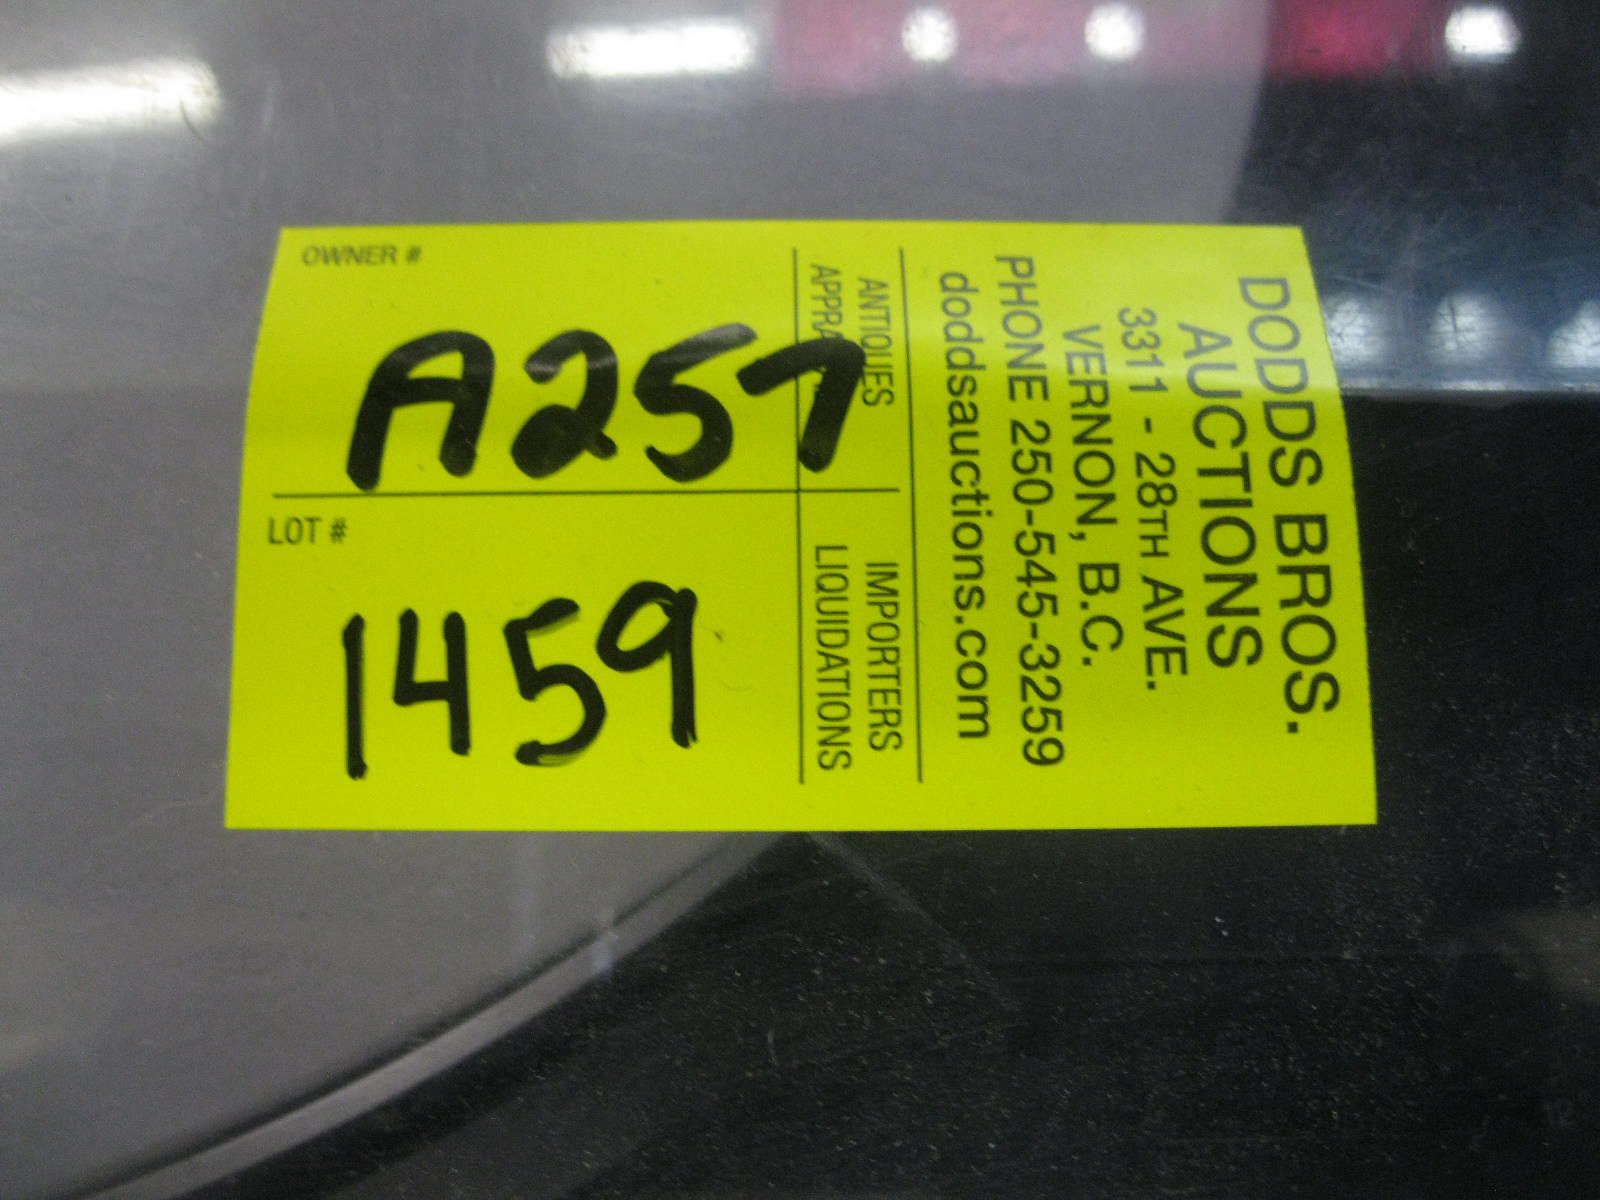 OWNER #
A257
LOT #
1459
ANTIQUES
IMPORTERS
LIQUIDATIONS
DODDS BROS.
AUCTIONS
3311 - 28TH AVE.
VERNON, B.C.
PHONE 250-545-3259
doddsauctions.com